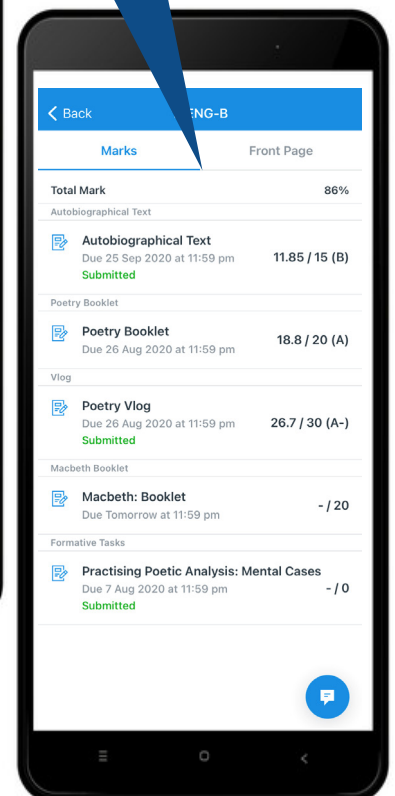 Back
ENG-B
Marks Front Page
Total Mark 86%
Autobiographical Text
Autobiographical Text
Due 25 Sep 2020 at 11:59 pm 11.85 / 15 (B)
Submitted
Poetry Booklet
Poetry Booklet
Due 26 Aug 2020 at 11:59 pm 18.8 / 20 (A)
Vlog
Poetry Vlog
Due 26 Aug 2020 at 11:59 pm 26.7 / 30 (A-)
Submitted
Macbeth Booklet
Macbeth: Booklet
Due Tomorrow at 11:59 pm - / 20
Formative Tasks
Practising Poetic Analysis: Mental Cases
Due 7 Aug 2020 at 11:59 pm - / 0
Submitted